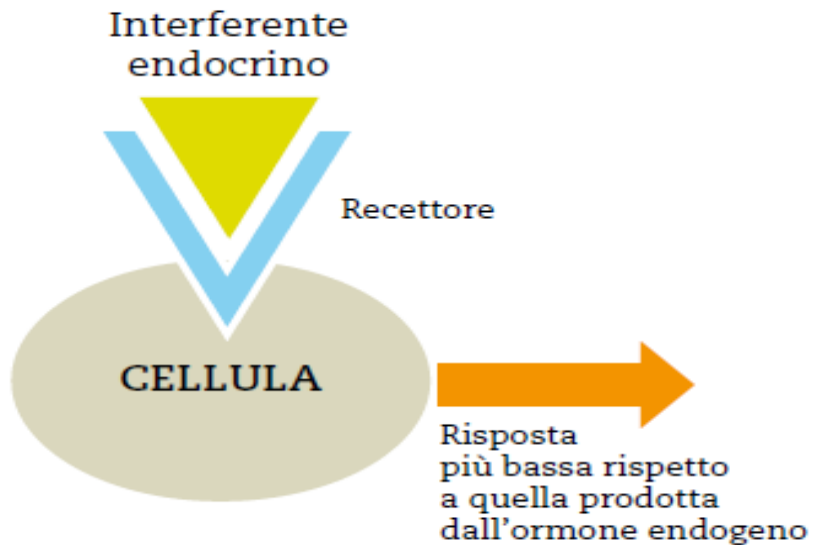 Interferente
endocrino
Recettore
CELLULA
Risposta
più bassa rispetto
a quella prodotta
dall'ormone endogeno